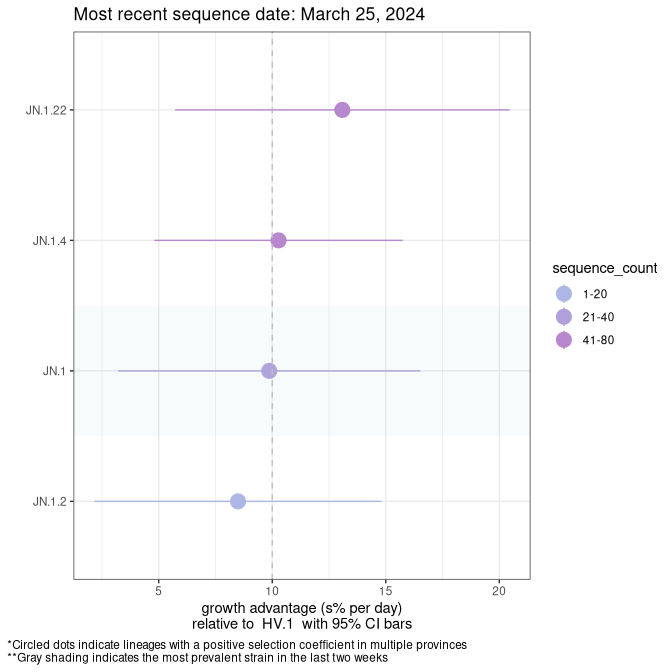 Most recent sequence date: March 25, 2024
JN.1.22
JN.1.4
JN.1
JN.1.2
5 10 15 20
growth advantage (s% per day)
relative to  HV.1  with 95% CI bars
sequence_count
1-20
21-40
41-80
*Circled dots indicate lineages with a positive selection coefficient in multiple provinces
**Gray shading indicates the most prevalent strain in the last two weeks